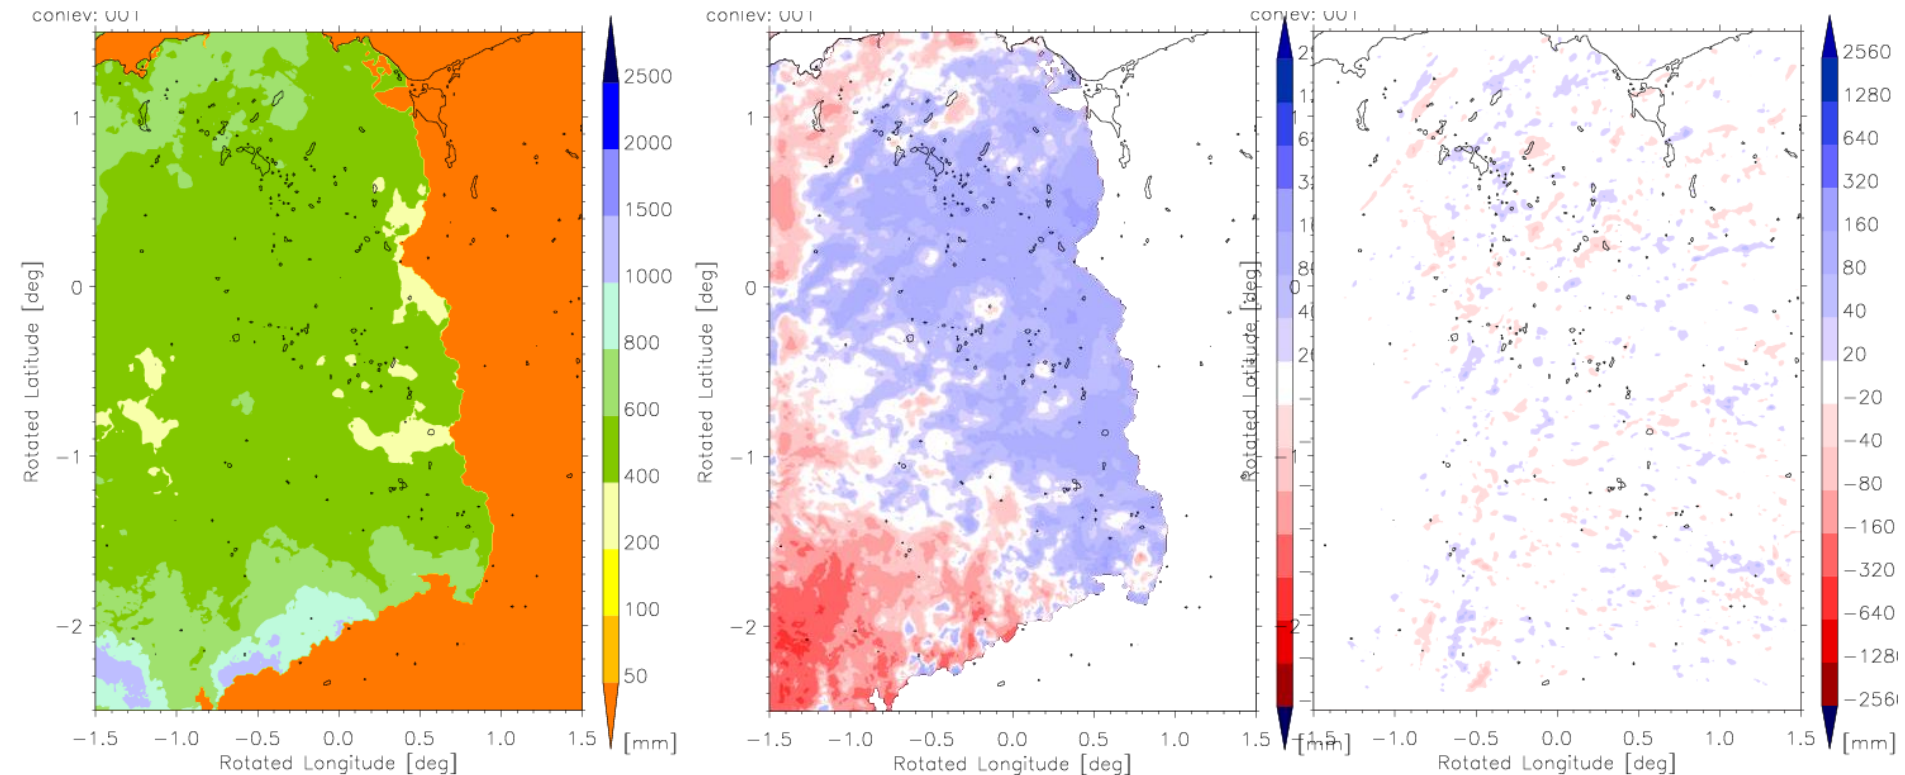 conlev: 001
1
0
−1
−2
Rotated Latitude [deg]
−1.5 −1.0 −0.5 0.0 0.5 1.0 1.5
Rotated Longitude [deg]
2500
2000
1500
1000
800
600
400
200
100
50
[mm]
conlev: 001
1
0
−1
−2
Rotated Latitude [deg]
−1.5 −1.0 −0.5 0.0 0.5 1.0 1.5
Rotated Longitude [deg]
[mm]
conlev: 001
Rotated Latitude [deg]
−1.0 −0.5 0.0 0.5 1.0 1.5
Rotated Longitude [deg]
2560
1280
640
320
160
80
40
20
−20
−40
−80
−160
−320
−640
−1280
−2560
[mm]